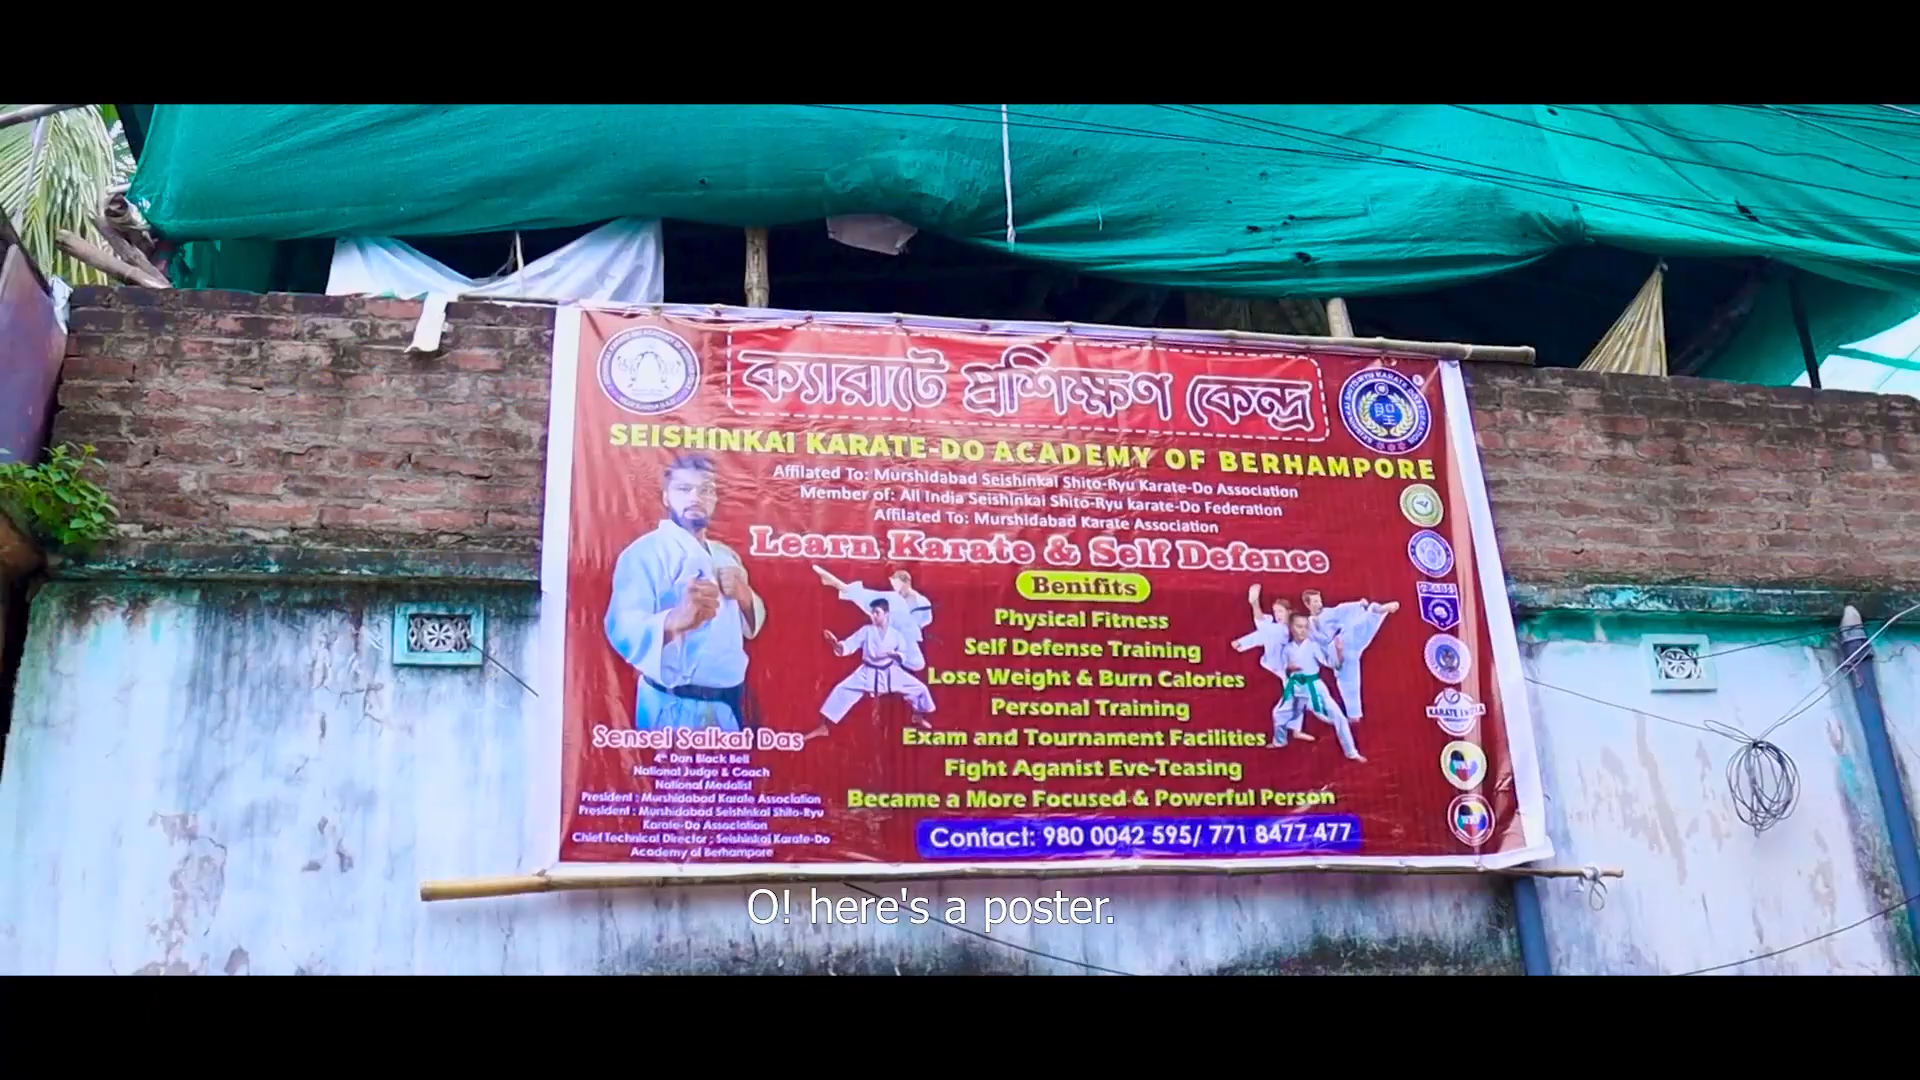 ক্যারাটে প্রশিক্ষণ কেন্দ্র
SEISHINKAI KARATE-DO ACADEMY OF BERHAMPORE
Affilated To: Murshidabad Seishinkai Shito-Ryu Karate-Do Association
Member of: All India Seishinkai Shito-Ryu karate-Do Federation
Affilated To: Murshidabad Karate Association
Learn Karate & Self Defence
Benifits
Physical Fitness
Self Defense Training
Lose Weight & Burn Calories
Personal Training
Exam and Tournament Facilities
Fight Aganist Eve-Teasing
Became a More Focused & Powerful Person
Contact: 980 0042 595/ 771 8477 477
Sensei Saikat Das
4th Dan Black Belt
National Judge & Coach
National Medalist
President : Murshidabad Karate Association
President : Murshidabad Seishinkai Shito-Ryu
Karate-Do Association
Chief Technical Director : Seishinkai Karate-Do
Academy of Berhampore
KARATE INDIA
WKF
WKF
O! here's a poster.